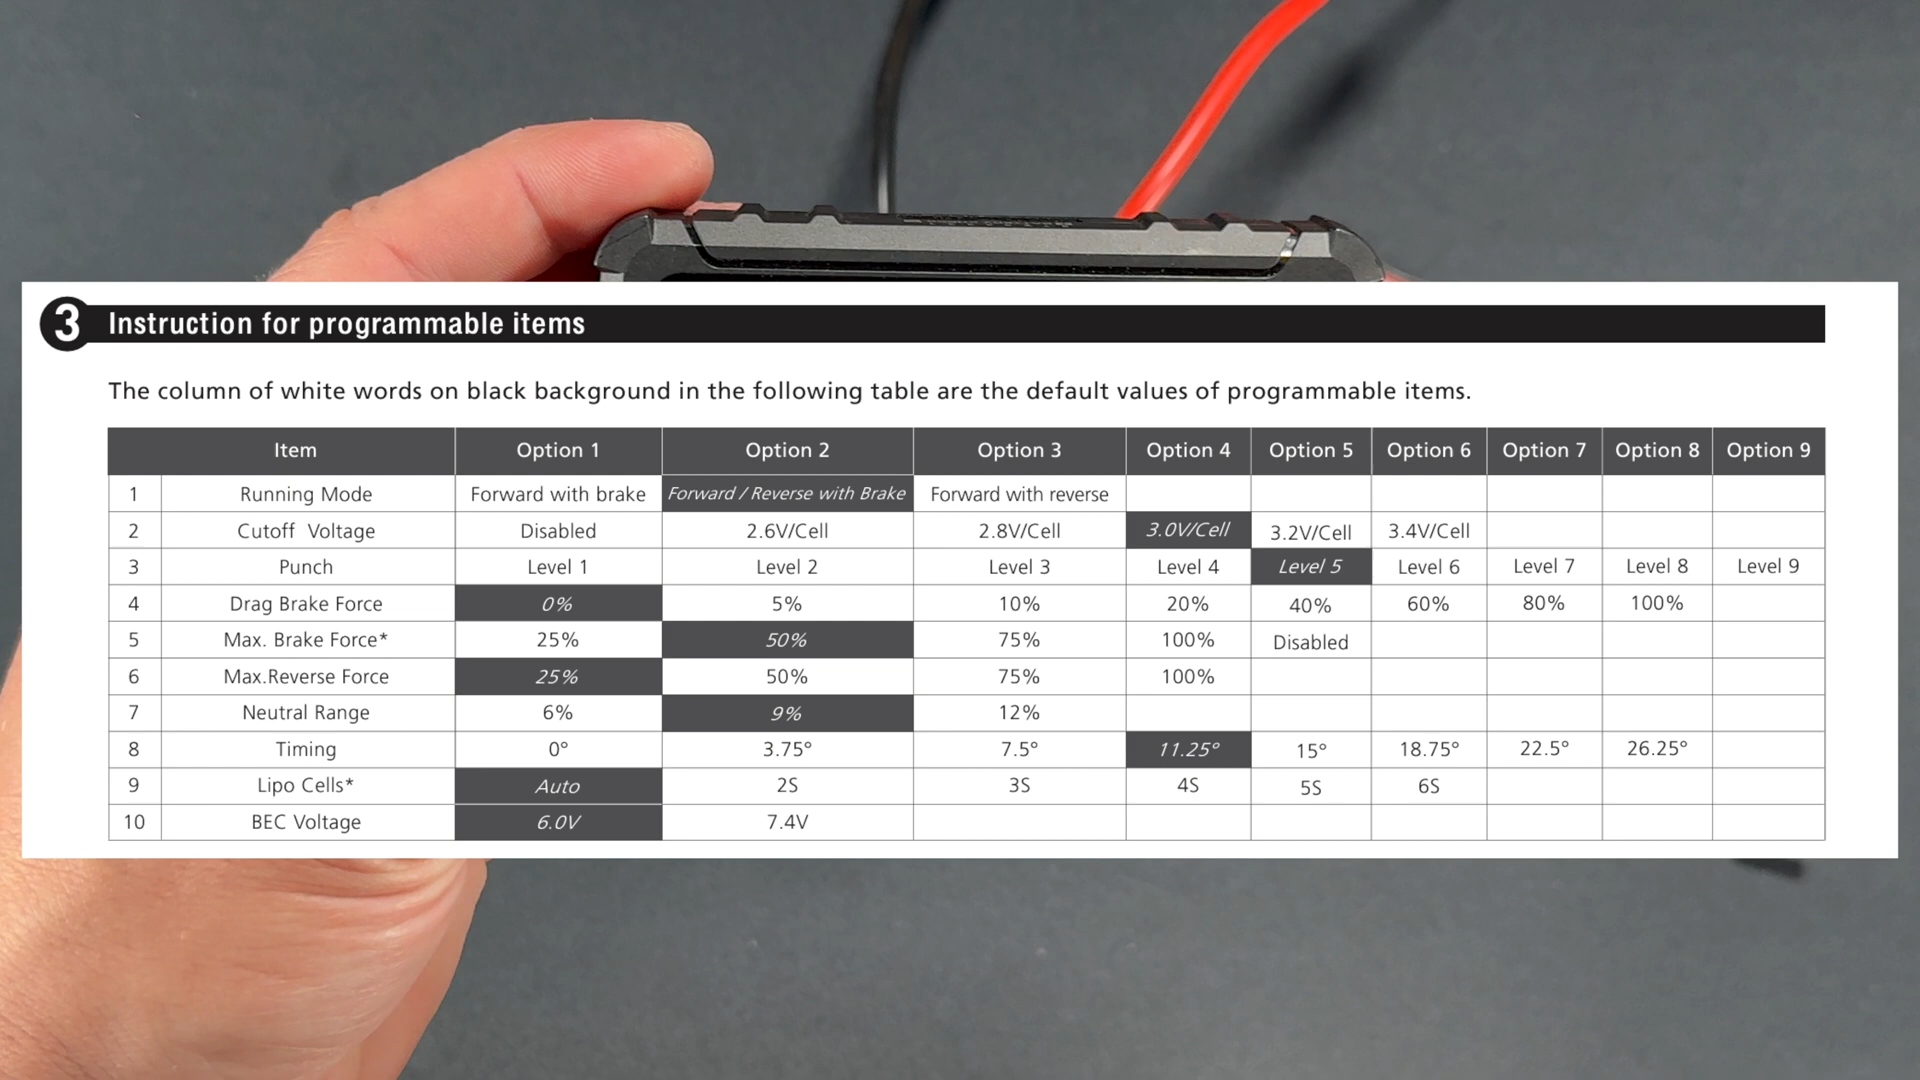 3 Instruction for programmable items
The column of white words on black background in the following table are the default values of programmable items.
Item Option 1 Option 2 Option 3 Option 4 Option 5 Option 6 Option 7 Option 8 Option 9
1 Running Mode Forward with brake Forward / Reverse with Brake Forward with reverse
2 Cutoff Voltage Disabled 2.6V/Cell 2.8V/Cell 3.0V/Cell 3.2V/Cell 3.4V/Cell
3 Punch Level 1 Level 2 Level 3 Level 4 Level 5 Level 6 Level 7 Level 8 Level 9
4 Drag Brake Force 0% 5% 10% 20% 40% 60% 80% 100%
5 Max. Brake Force* 25% 50% 75% 100% Disabled
6 Max.Reverse Force 25% 50% 75% 100%
7 Neutral Range 6% 9% 12%
8 Timing 0° 3.75° 7.5° 11.25° 15° 18.75° 22.5° 26.25°
9 Lipo Cells* Auto 2S 3S 4S 5S 6S
10 BEC Voltage 6.0V 7.4V